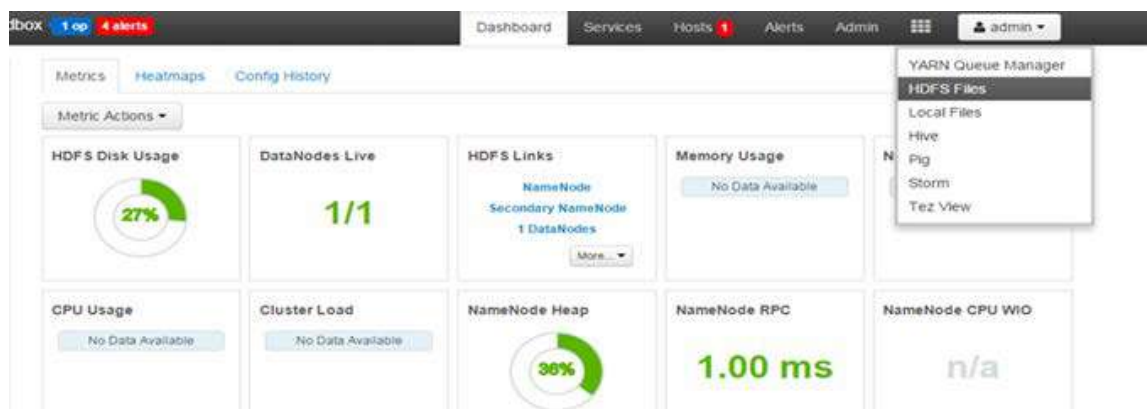 dbox 1 op 4 alerts Dashboard Services Hosts 1 Alerts Admin admin
Metrics Heatmaps Config History
YARN Queue Manager
HDFS Files
Local Files
Hive
Pig
Storm
Tez View
Metric Actions
HDFS Disk Usage DataNodes Live HDFS Links Memory Usage N
27%
1/1
NameNode
Secondary NameNode
1 DataNodes
More...
No Data Available
CPU Usage Cluster Load NameNode Heap NameNode RPC NameNode CPU WIO
No Data Available No Data Available
36%
1.00 ms
n/a